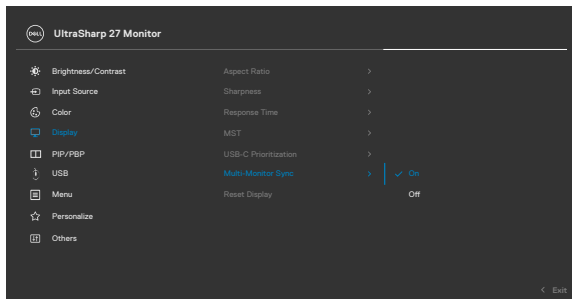 DELL UltraSharp 27 Monitor
Brightness/Contrast Aspect Ratio >
Input Source Sharpness >
Color Response Time >
Display MST >
PIP/PBP USB-C Prioritization >
USB Multi-Monitor Sync > ✓ On
Menu Reset Display Off
Personalize
Others
< Exit